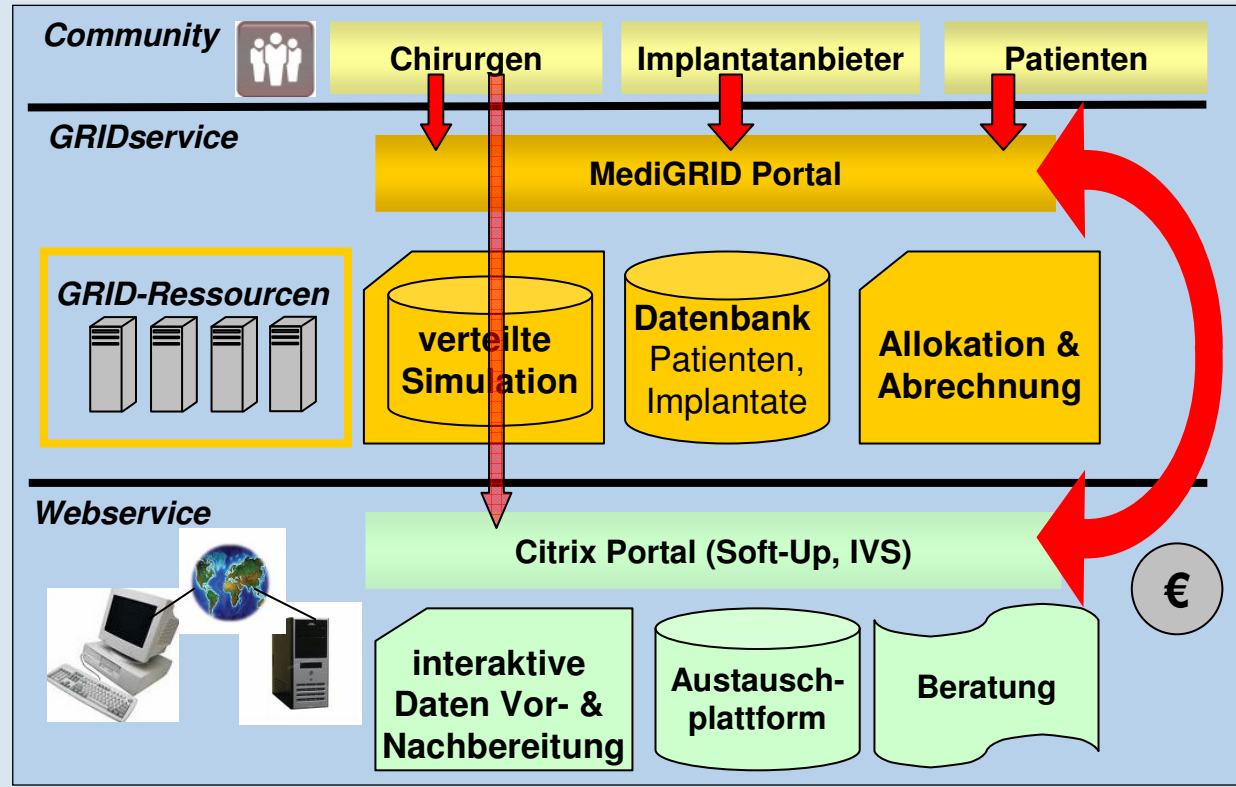 Community
Chirurgen
Implantatanbieter
Patienten
GRIDservice
MediGRID Portal
GRID-Ressourcen
verteilte
Simulation
Datenbank
Patienten,
Implantate
Allokation &
Abrechnung
Webservice
Citrix Portal (Soft-Up, IVS)
€
interaktive
Daten Vor- &
Nachbereitung
Austausch-
plattform
Beratung